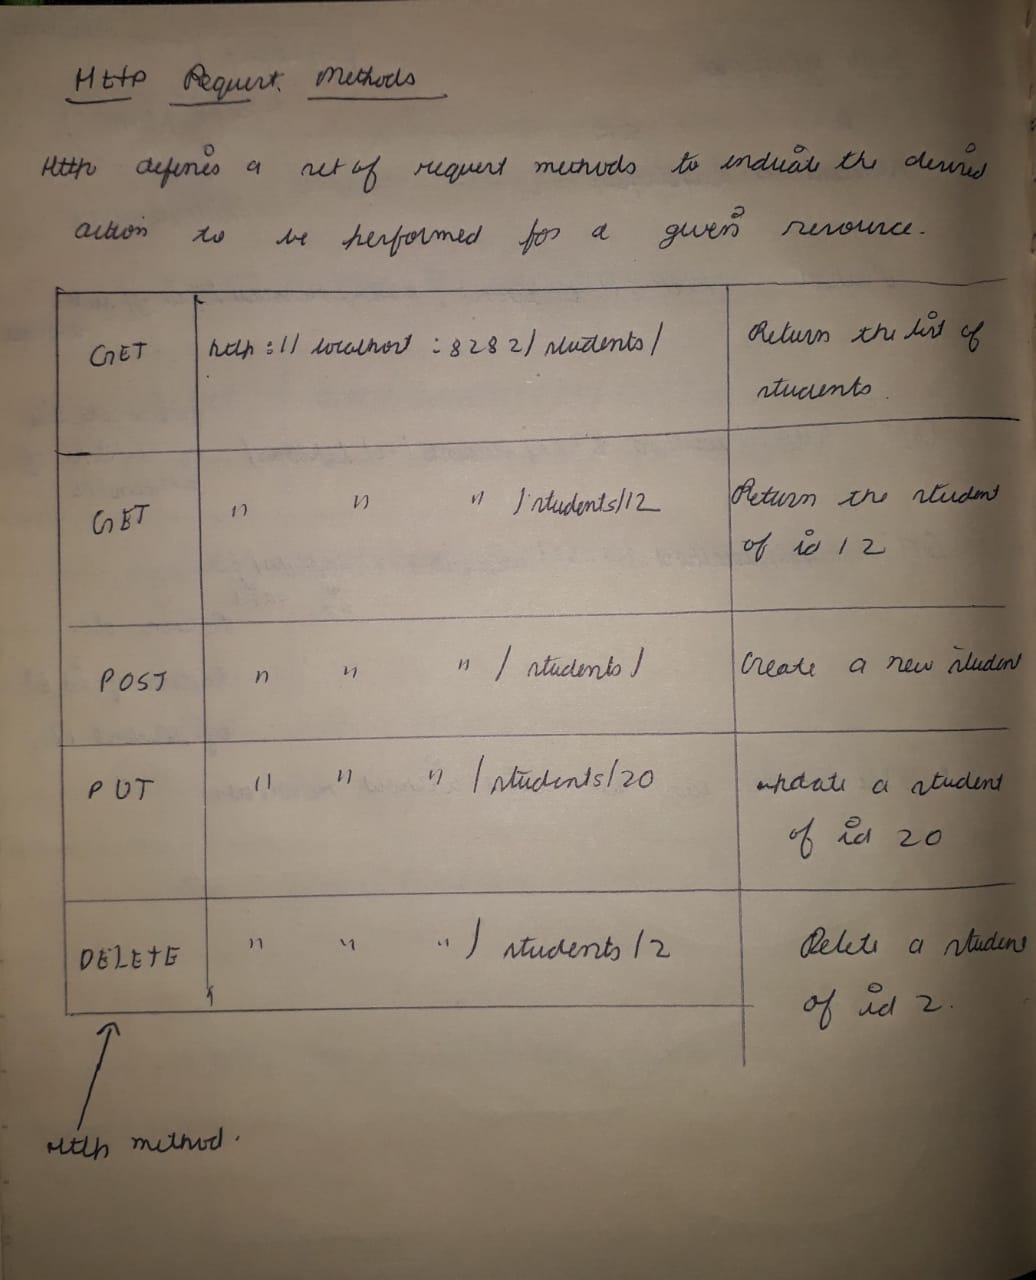 Http Request Methods
Http defines a set of request methods to indicate the desired
action to be performed for a given resource.
GET http://localhost:8282/students/ Return the list of
students.
GET " " " /students/12 Return the student
of id 12
POST " " " /students/ Create a new student
PUT " " " /students/20 update a student
of id 20
DELETE " " " /students/2 Delete a student
of id 2.
Http method.